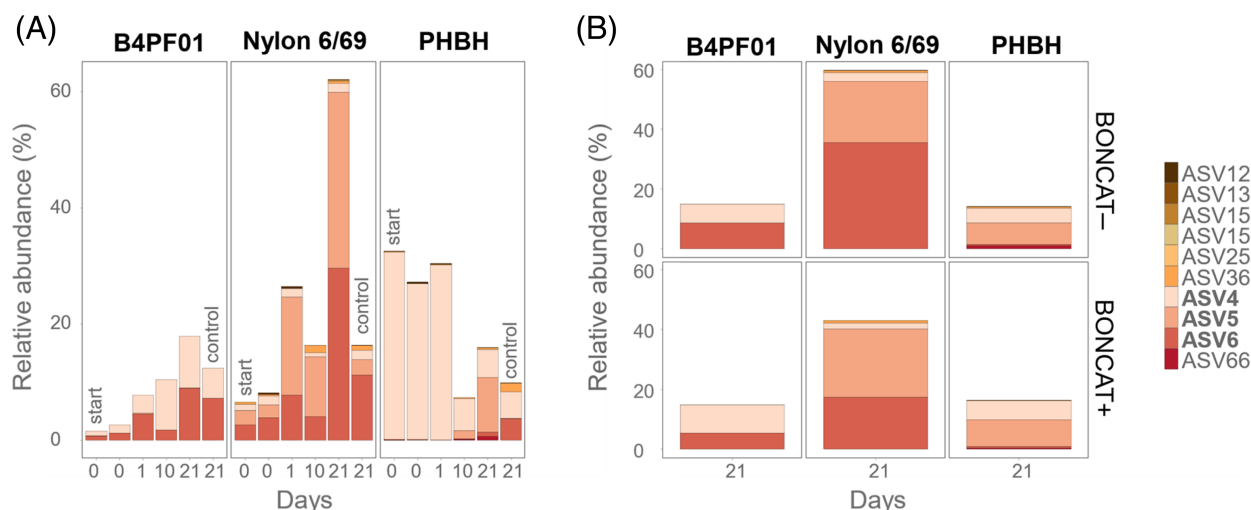 (A)
B4PF01
Nylon 6/69
PHBH
Relative abundance (%)
60
40
20
0
start
control
start
control
start
control
0 0 1 10 21 21
0 0 1 10 21 21
0 0 1 10 21 21
Days
(B)
B4PF01
Nylon 6/69
PHBH
Relative abundance (%)
60
40
20
0
BONCAT–
60
40
20
0
BONCAT+
21
21
21
Days
ASV12
ASV13
ASV15
ASV15
ASV25
ASV36
ASV4
ASV5
ASV6
ASV66